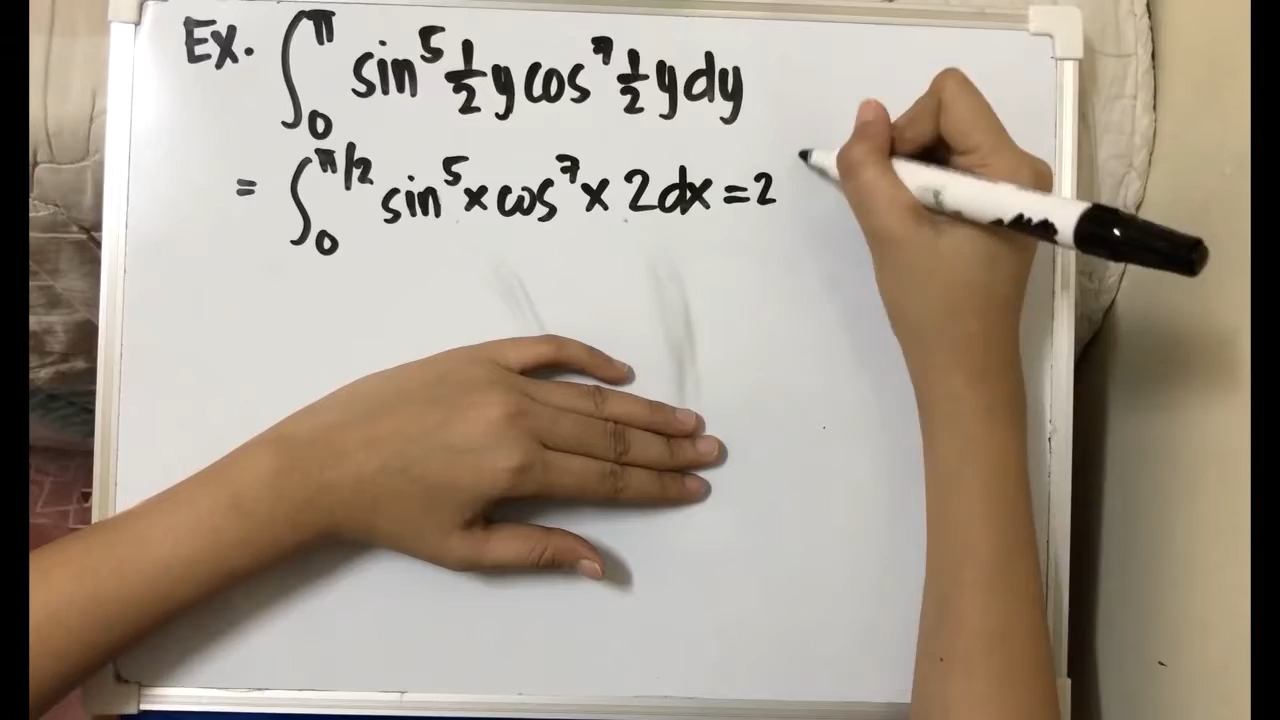 Ex. ∫₀^π sin⁵ ½y cos⁷ ½y dy
= ∫₀^π/2 sin⁵x cos⁷x 2dx = 2